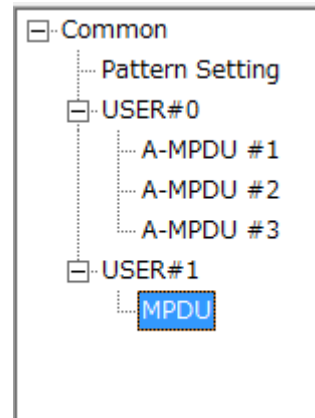 Common
Pattern Setting
USER#0
A-MPDU #1
A-MPDU #2
A-MPDU #3
USER#1
MPDU